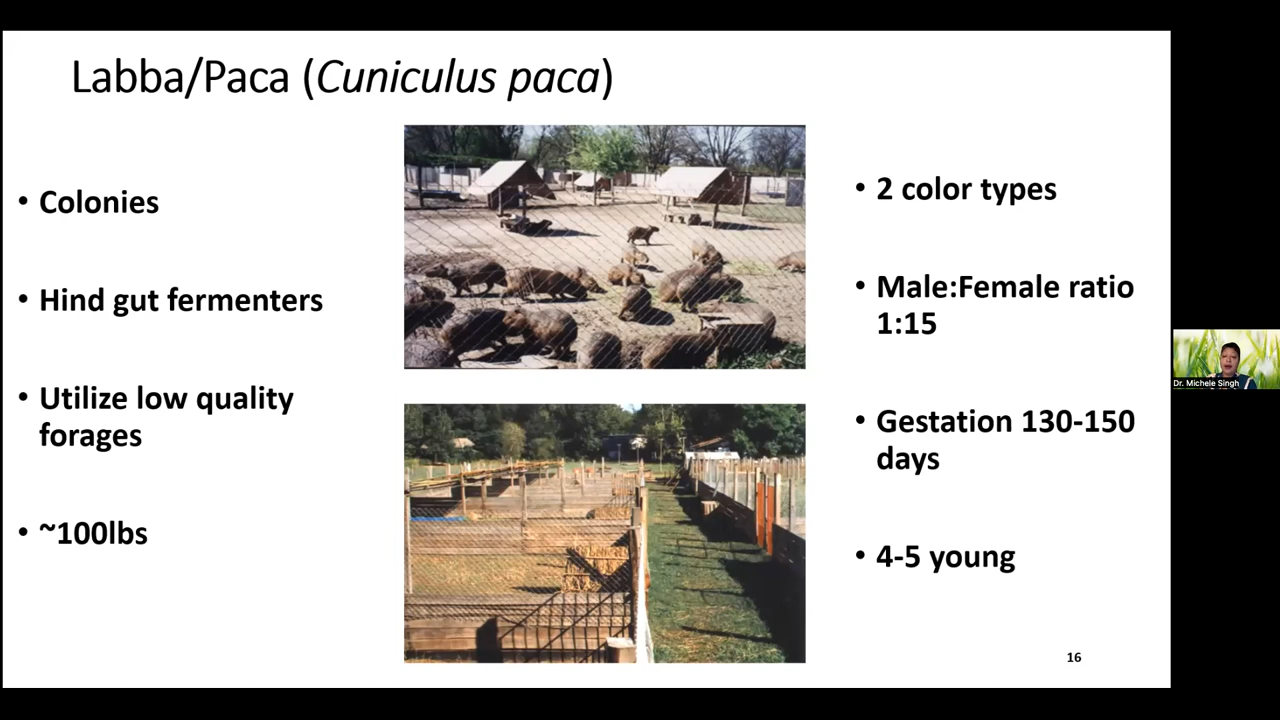 Labba/Paca (Cuniculus paca)
• Colonies
• Hind gut fermenters
• Utilize low quality
forages
• ~100lbs
• 2 color types
• Male:Female ratio
1:15
• Gestation 130-150
days
• 4-5 young
16
Dr. Michele Singh